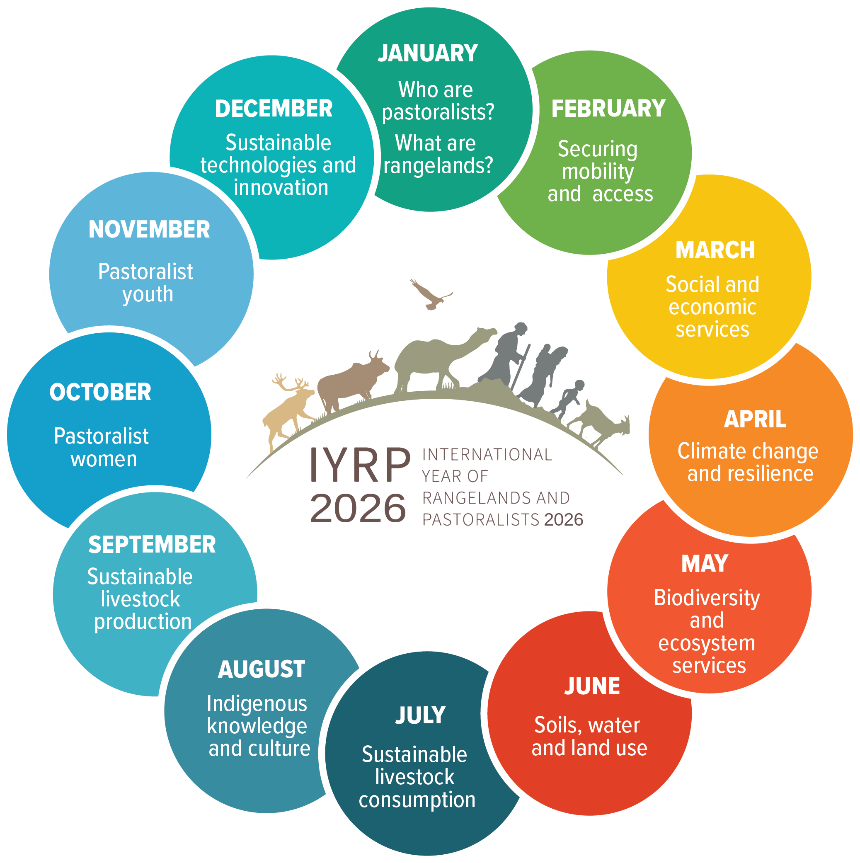 JANUARY
Who are
pastoralists?
What are
rangelands?
FEBRUARY
Securing
mobility
and access
MARCH
Social and
economic
services
APRIL
Climate change
and resilience
MAY
Biodiversity
and
ecosystem
services
JUNE
Soils, water
and land use
JULY
Sustainable
livestock
consumption
AUGUST
Indigenous
knowledge
and culture
SEPTEMBER
Sustainable
livestock
production
OCTOBER
Pastoralist
women
NOVEMBER
Pastoralist
youth
DECEMBER
Sustainable
technologies and
innovation
IYRP
2026
INTERNATIONAL
YEAR OF
RANGELANDS AND
PASTORALISTS 2026